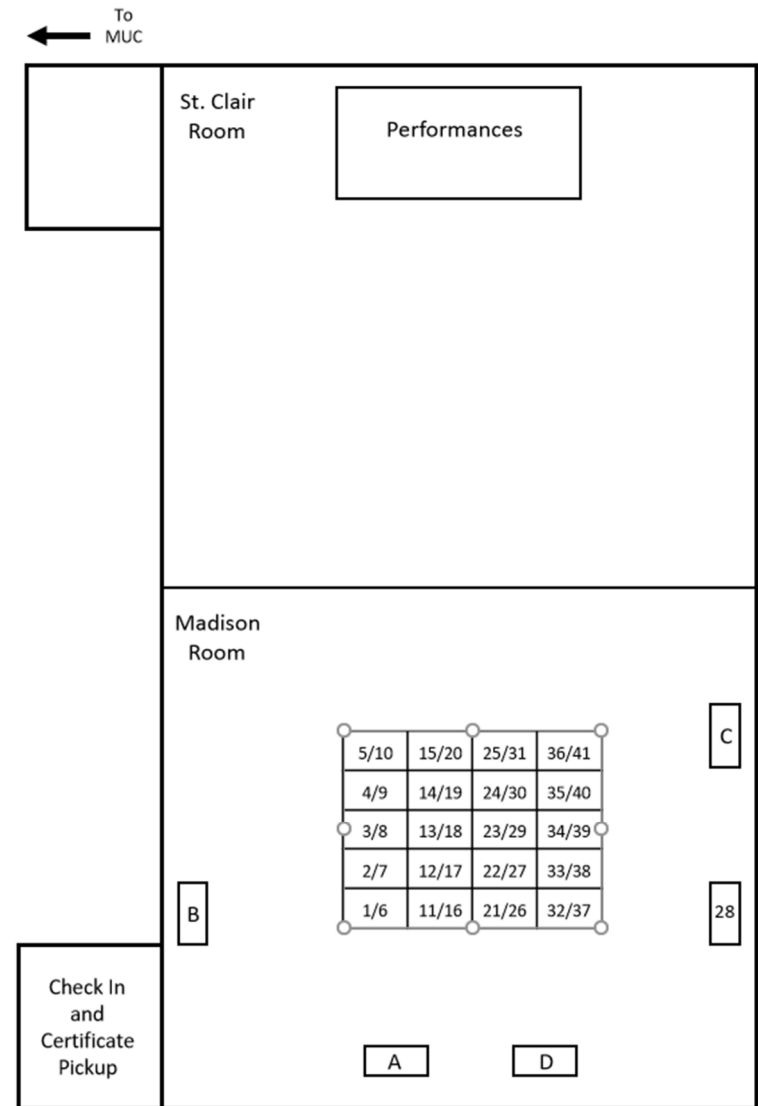 To
MUC
St. Clair
Room
Performances
Madison
Room
C
5/10 15/20 25/31 36/41
4/9 14/19 24/30 35/40
3/8 13/18 23/29 34/39
2/7 12/17 22/27 33/38
1/6 11/16 21/26 32/37
B
28
Check In
and
Certificate
Pickup
A D